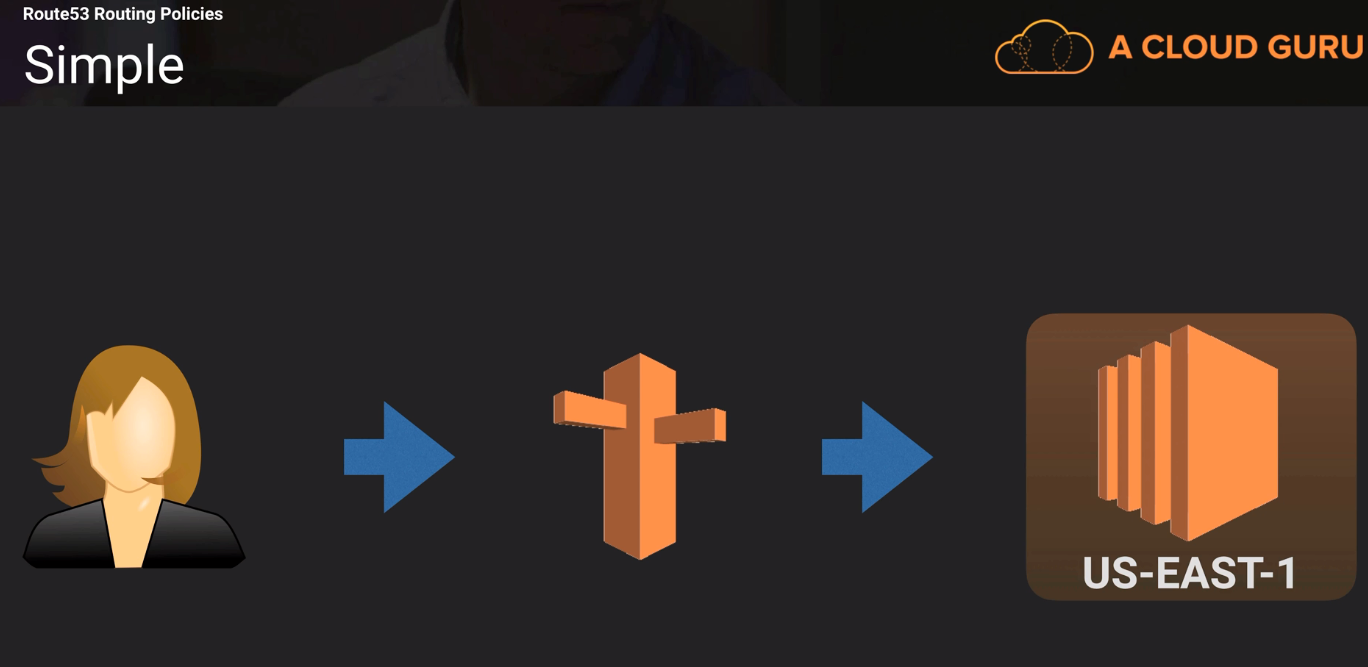 Route53 Routing Policies
Simple
A CLOUD GURU
US-EAST-1